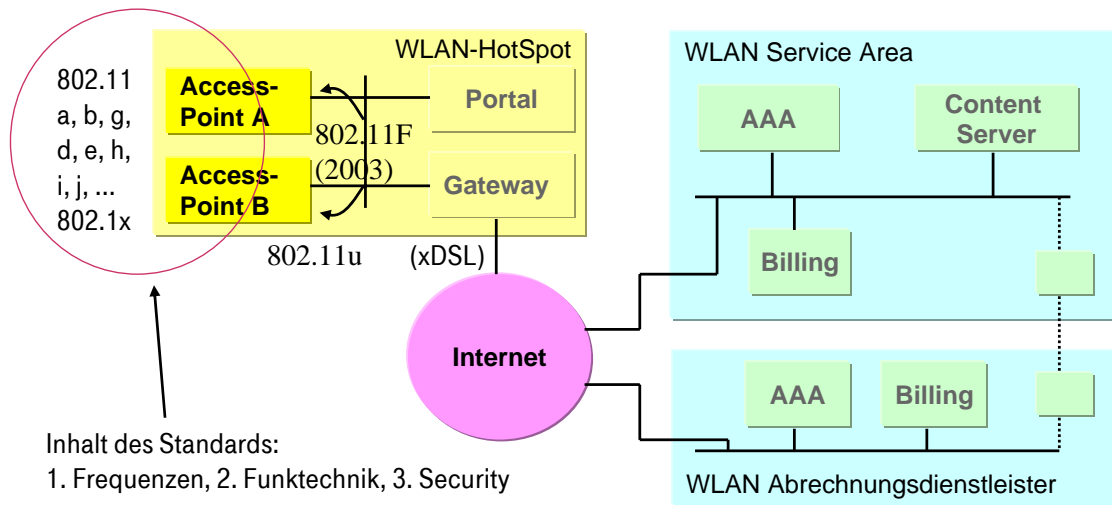 WLAN-HotSpot
802.11
a, b, g,
d, e, h,
i, j, ...
802.1x
Access-
Point A
Portal
802.11F
(2003)
Access-
Point B
Gateway
802.11u
(xDSL)
WLAN Service Area
AAA
Content
Server
Billing
Internet
AAA
Billing
WLAN Abrechnungsdienstleister
Inhalt des Standards:
1. Frequenzen, 2. Funktechnik, 3. Security